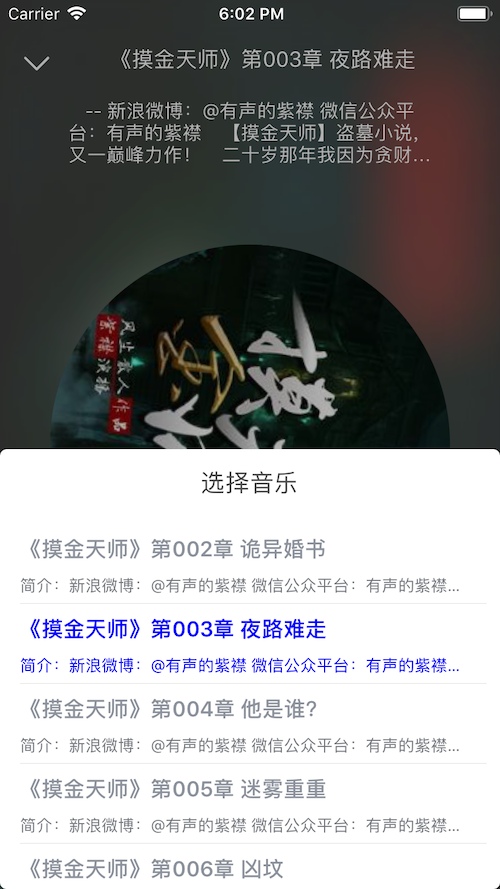 Carrier 6:02 PM
《摸金天师》第003章 夜路难走
-- 新浪微博：@有声的紫襟 微信公众平
台：有声的紫襟 【摸金天师】盗墓小说，
又一巅峰力作！ 二十岁那年我因为贪财...
摸金
风尘散人作品
紫襟演播
选择音乐
《摸金天师》第002章 诡异婚书
简介：新浪微博：@有声的紫襟 微信公众平台：有声的紫襟...
《摸金天师》第003章 夜路难走
简介：新浪微博：@有声的紫襟 微信公众平台：有声的紫襟...
《摸金天师》第004章 他是谁?
简介：新浪微博：@有声的紫襟 微信公众平台：有声的紫襟...
《摸金天师》第005章 迷雾重重
简介：新浪微博：@有声的紫襟 微信公众平台：有声的紫襟...
《摸金天师》第006章 凶坟